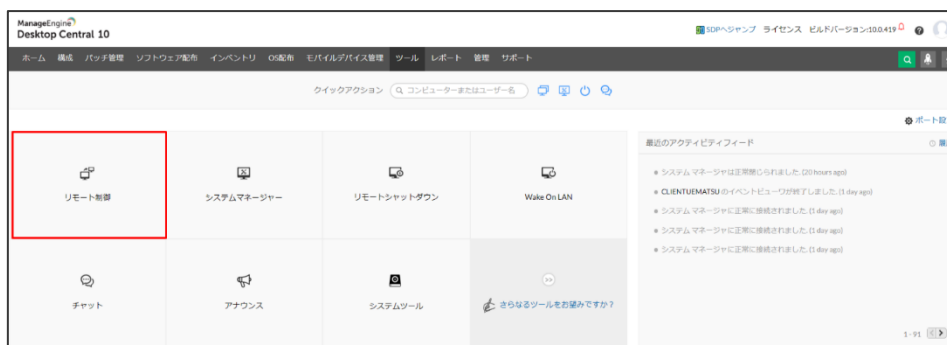 ManageEngine
Desktop Central 10
SDPへジャンプ ライセンス ビルドバージョン:10.0.419
ホーム 構成 パッチ管理 ソフトウェア配布 インベントリ OS配布 モバイルデバイス管理 ツール レポート 管理 サポート
クイックアクション コンピューターまたはユーザー名
ポート設
最近のアクティビティフィード
リモート制御
システムマネージャー
リモートシャットダウン
Wake On LAN
システム マネージャは正常閉じられました. (20 hours ago)
CLIENTUEMATSU のイベントビューワが終了しました. (1 day ago)
システム マネージャに正常に接続されました. (1 day ago)
システム マネージャに正常に接続されました. (1 day ago)
システム マネージャに正常に接続されました. (1 day ago)
チャット
アナウンス
システムツール
さらなるツールをお望みですか？
1-91